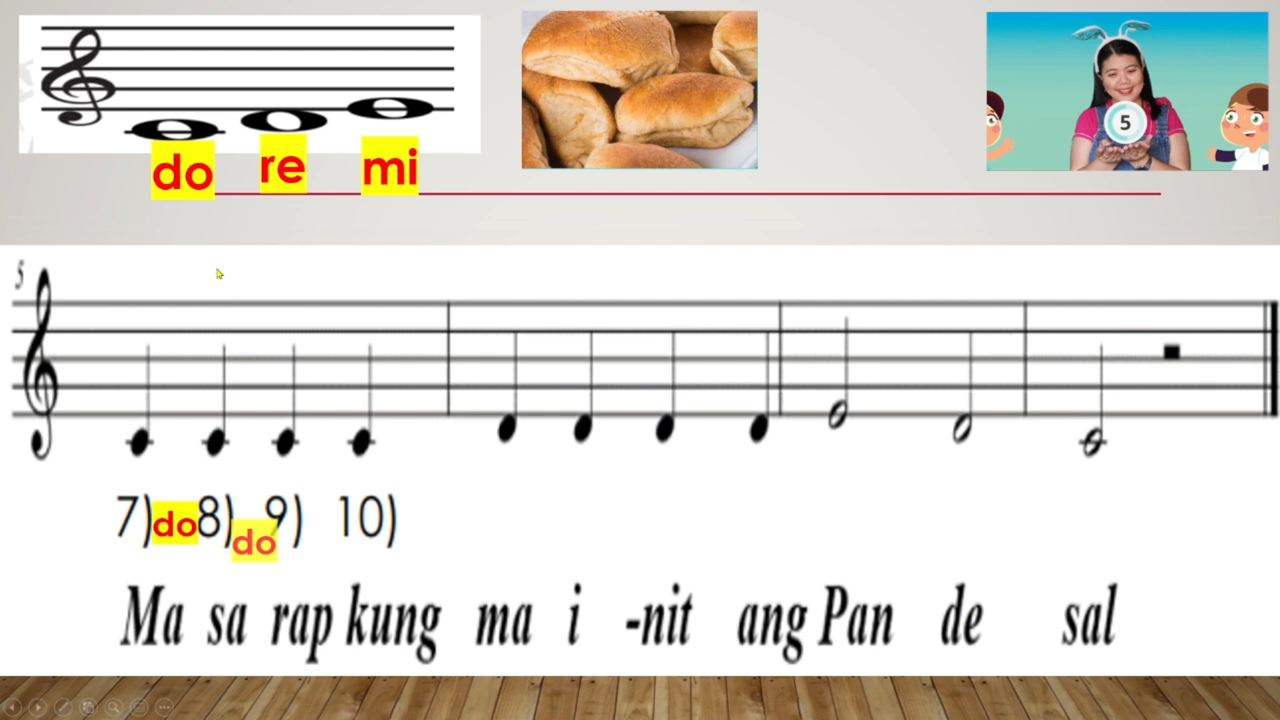 do re mi
5
5
7) do 8) do 9) 10)
Ma sa rap kung ma i -nit ang Pan de sal